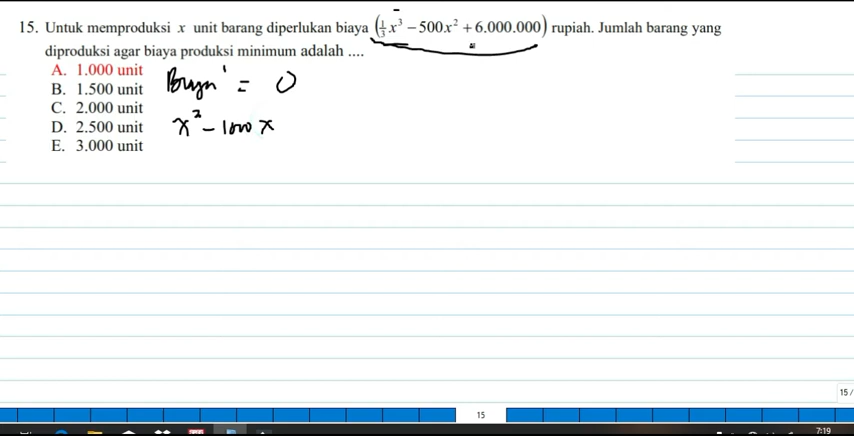 15. Untuk memproduksi x unit barang diperlukan biaya (1/3 x³ − 500x² + 6.000.000) rupiah. Jumlah barang yang
diproduksi agar biaya produksi minimum adalah ....
A. 1.000 unit
B. 1.500 unit
C. 2.000 unit
D. 2.500 unit
E. 3.000 unit
' = 0
x² − 1000 x
15 /
15
7:19